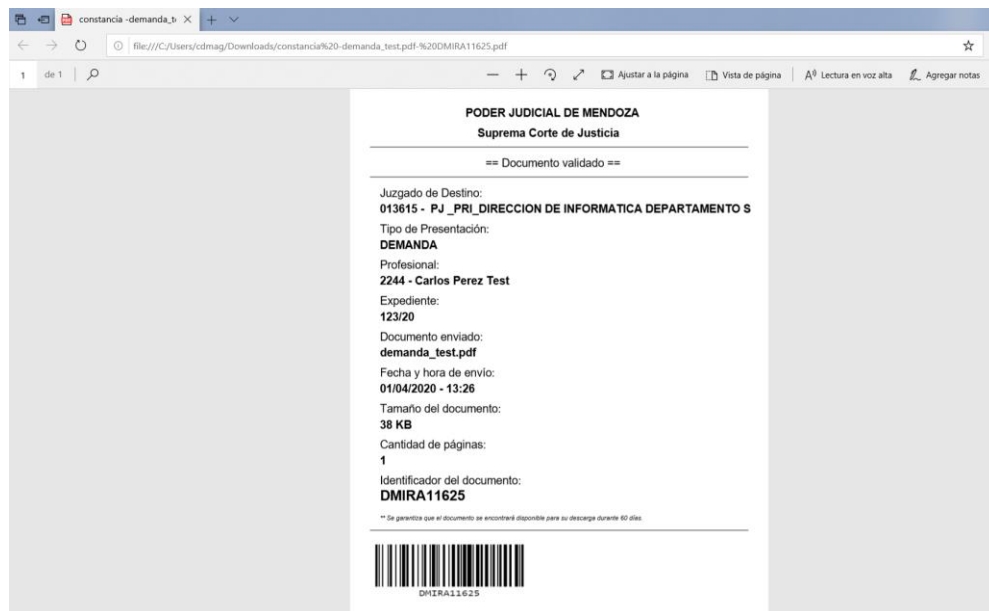 constancia -demanda_t
file:///C:/Users/cdmag/Downloads/constancia%20-demanda_test.pdf-%20DMIRA11625.pdf
1 de 1 Ajustar a la página Vista de página Lectura en voz alta Agregar notas
PODER JUDICIAL DE MENDOZA
Suprema Corte de Justicia
== Documento validado ==
Juzgado de Destino:
013615 - PJ _PRI_DIRECCION DE INFORMATICA DEPARTAMENTO S
Tipo de Presentación:
DEMANDA
Profesional:
2244 - Carlos Perez Test
Expediente:
123/20
Documento enviado:
demanda_test.pdf
Fecha y hora de envío:
01/04/2020 - 13:26
Tamaño del documento:
38 KB
Cantidad de páginas:
1
Identificador del documento:
DMIRA11625
** Se garantiza que el documento se encontrará disponible para su descarga durante 60 días.
DMIRA11625